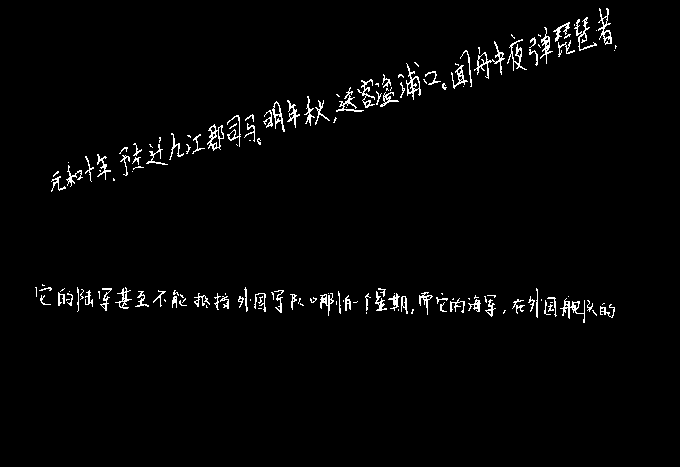 元和十年，予左迁九江郡司马。明年秋，送客湓浦口。闻舟中夜弹琵琶者，
它的陆军甚至不能抵挡外国军队哪怕一个星期，而它的海军，在外国舰队的